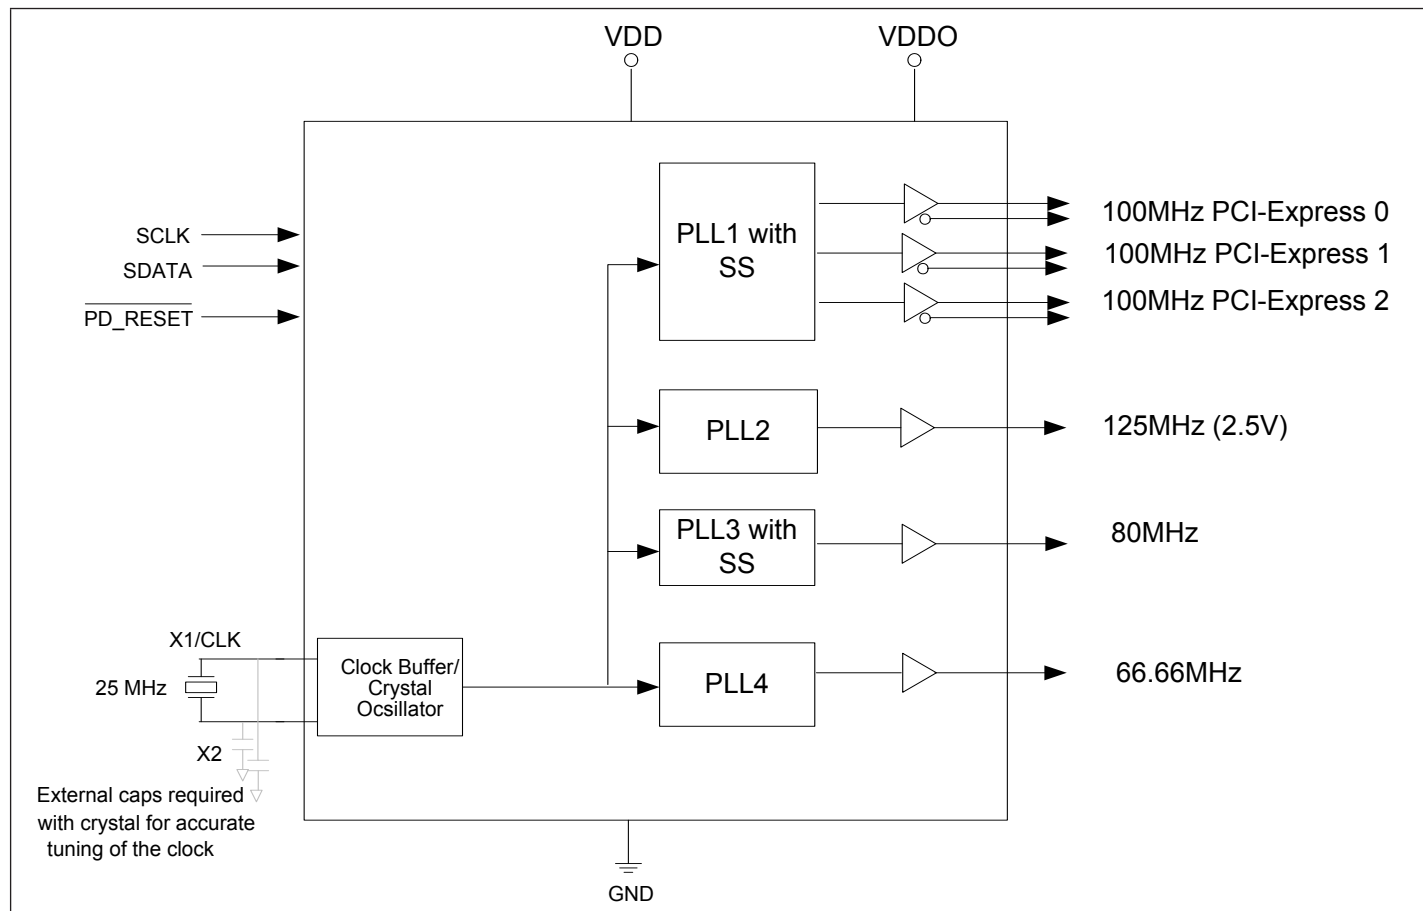 VDD
VDDO
SCLK
SDATA
PD_RESET
PLL1 with
SS
100MHz PCI-Express 0
100MHz PCI-Express 1
100MHz PCI-Express 2
PLL2
125MHz (2.5V)
PLL3 with
SS
80MHz
X1/CLK
25 MHz
X2
Clock Buffer/
Crystal
Ocsillator
PLL4
66.66MHz
External caps required
with crystal for accurate
tuning of the clock
GND